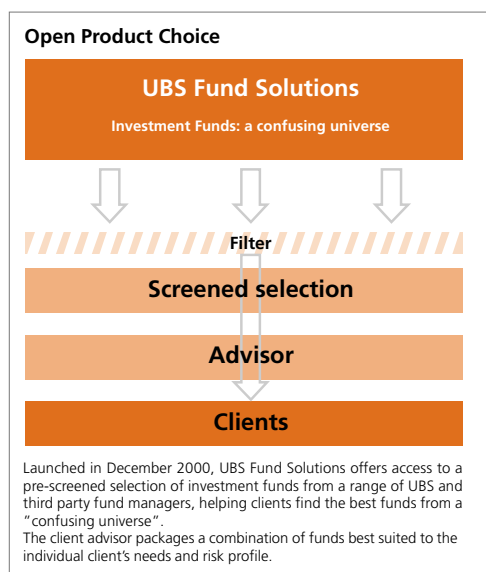 Open Product Choice
UBS Fund Solutions
Investment Funds: a confusing universe
Filter
Screened selection
Advisor
Clients
Launched in December 2000, UBS Fund Solutions offers access to a
pre-screened selection of investment funds from a range of UBS and
third party fund managers, helping clients find the best funds from a
“confusing universe”.
The client advisor packages a combination of funds best suited to the
individual client’s needs and risk profile.